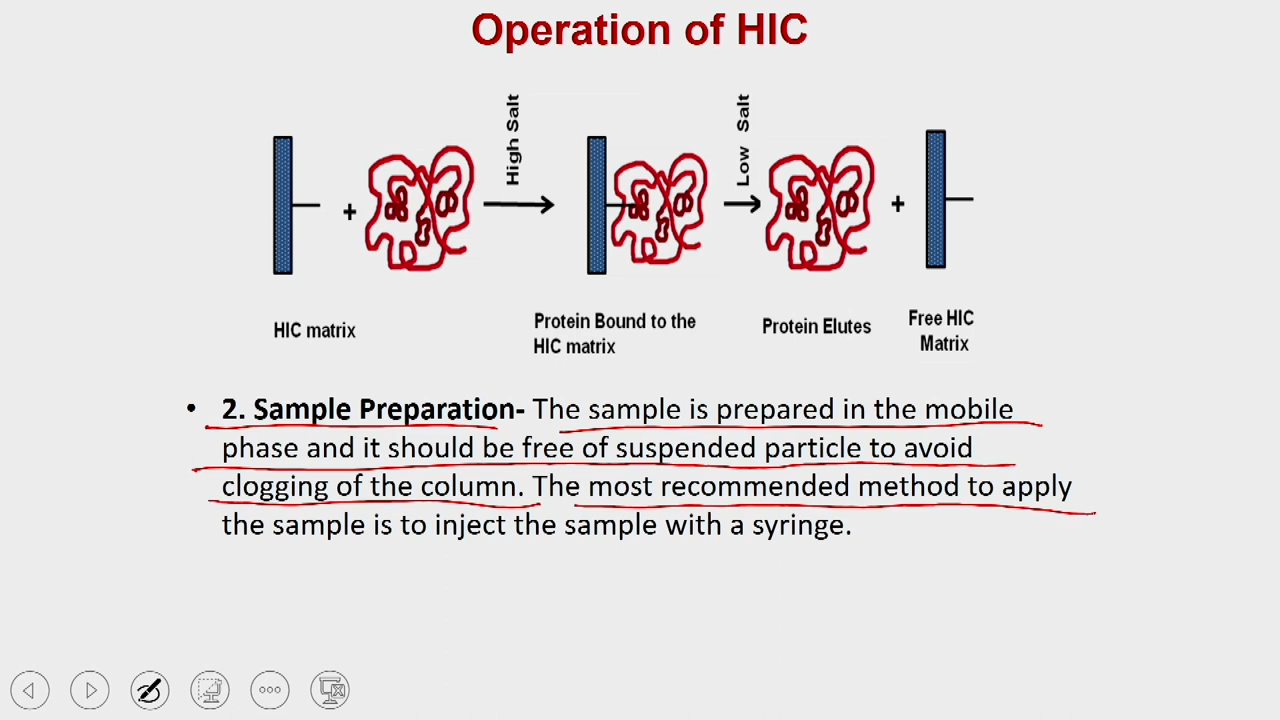 Operation of HIC
High Salt
Low Salt
+
+
HIC matrix
Protein Bound to the
HIC matrix
Protein Elutes
Free HIC
Matrix
• 2. Sample Preparation- The sample is prepared in the mobile
phase and it should be free of suspended particle to avoid
clogging of the column. The most recommended method to apply
the sample is to inject the sample with a syringe.